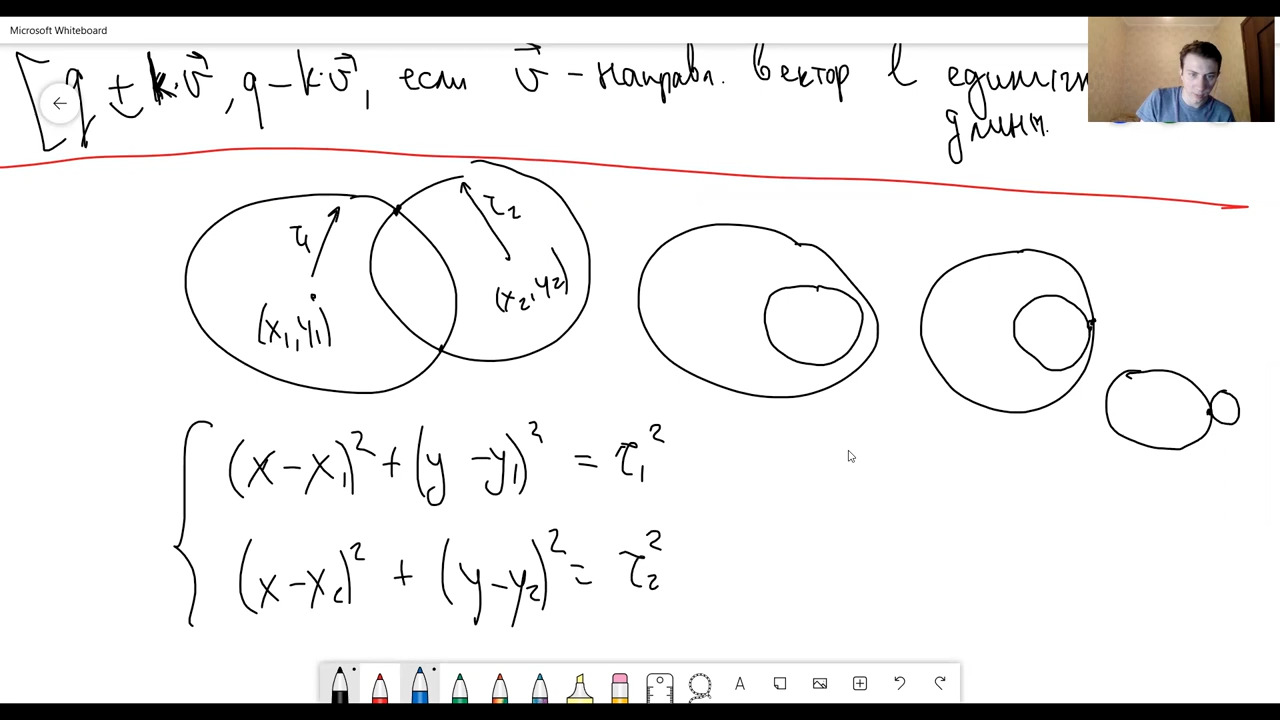 Microsoft Whiteboard
[q + k·v⃗, q − k·v⃗, если v⃗ – направл. вектор l единичн
длин.
r₁
r₂
(x₁, y₁)
(x₂, y₂)
{ (x − x₁)² + (y − y₁)² = r₁²
(x − x₂)² + (y − y₂)² = r₂²
A